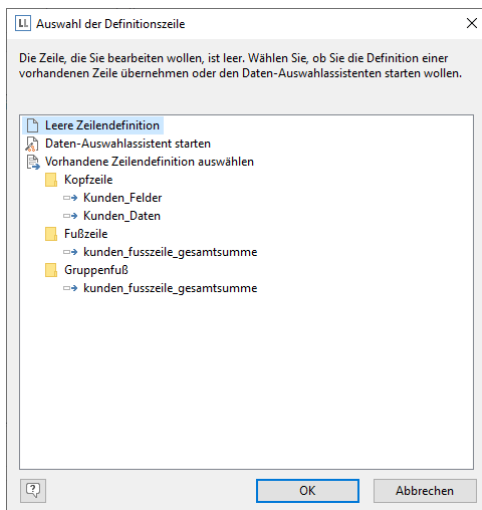 LL Auswahl der Definitionszeile
Die Zeile, die Sie bearbeiten wollen, ist leer. Wählen Sie, ob Sie die Definition einer
vorhandenen Zeile übernehmen oder den Daten-Auswahlassistenten starten wollen.
Leere Zeilendefinition
Daten-Auswahlassistent starten
Vorhandene Zeilendefinition auswählen
Kopfzeile
Kunden_Felder
Kunden_Daten
Fußzeile
kunden_fusszeile_gesamtsumme
Gruppenfuß
kunden_fusszeile_gesamtsumme
OK
Abbrechen